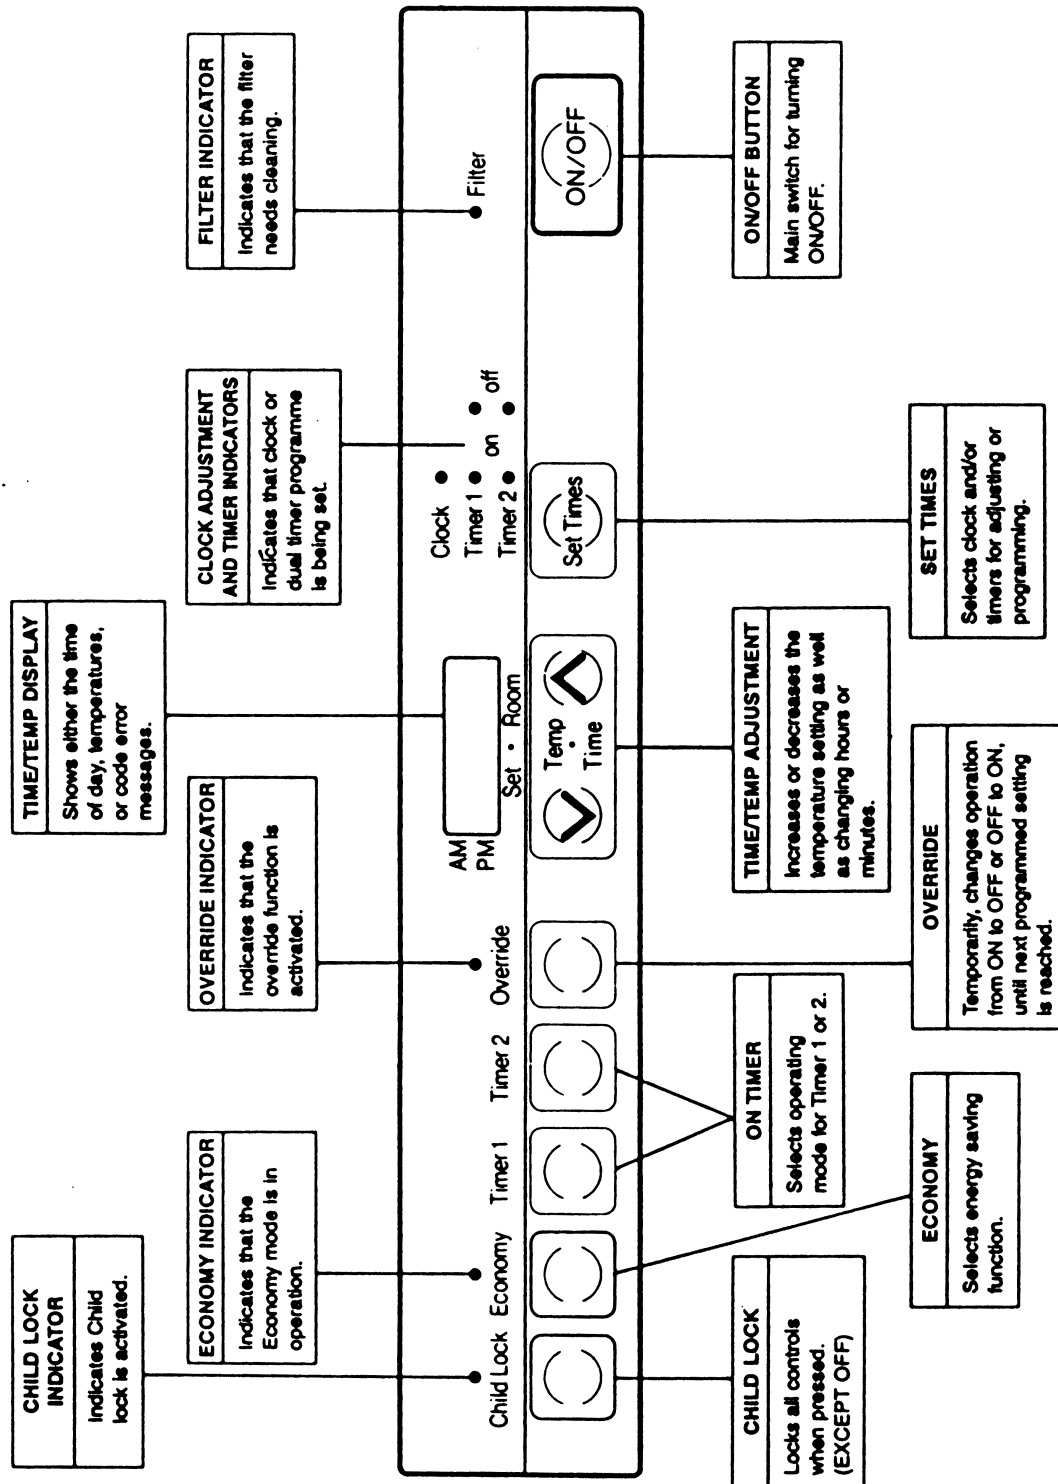 CHILD LOCK
INDICATOR
Indicates Child
lock is activated.
TIME/TEMP DISPLAY
Shows either the time
of day, temperatures,
or code error
messages.
ECONOMY INDICATOR
Indicates that the
Economy mode is in
operation.
OVERRIDE INDICATOR
Indicates that the
override function is
activated.
CLOCK ADJUSTMENT
AND TIMER INDICATORS
Indicates that clock or
dual timer programme
is being set.
FILTER INDICATOR
Indicates that the filter
needs cleaning.
Clock
Timer 1 on off
Timer 2
AM
PM
Set · Room
Filter
Child Lock Economy Timer 1 Timer 2 Override
Temp
·
Time
Set Times
ON/OFF
CHILD LOCK
Locks all controls
when pressed.
(EXCEPT OFF)
ON TIMER
Selects operating
mode for Timer 1 or 2.
TIME/TEMP ADJUSTMENT
Increases or decreases the
temperature setting as well
as changing hours or
minutes.
ON/OFF BUTTON
Main switch for turning
ON/OFF.
ECONOMY
Selects energy saving
function.
OVERRIDE
Temporarily, changes operation
from ON to OFF or OFF to ON,
until next programmed setting
is reached.
SET TIMES
Selects clock and/or
timers for adjusting or
programming.